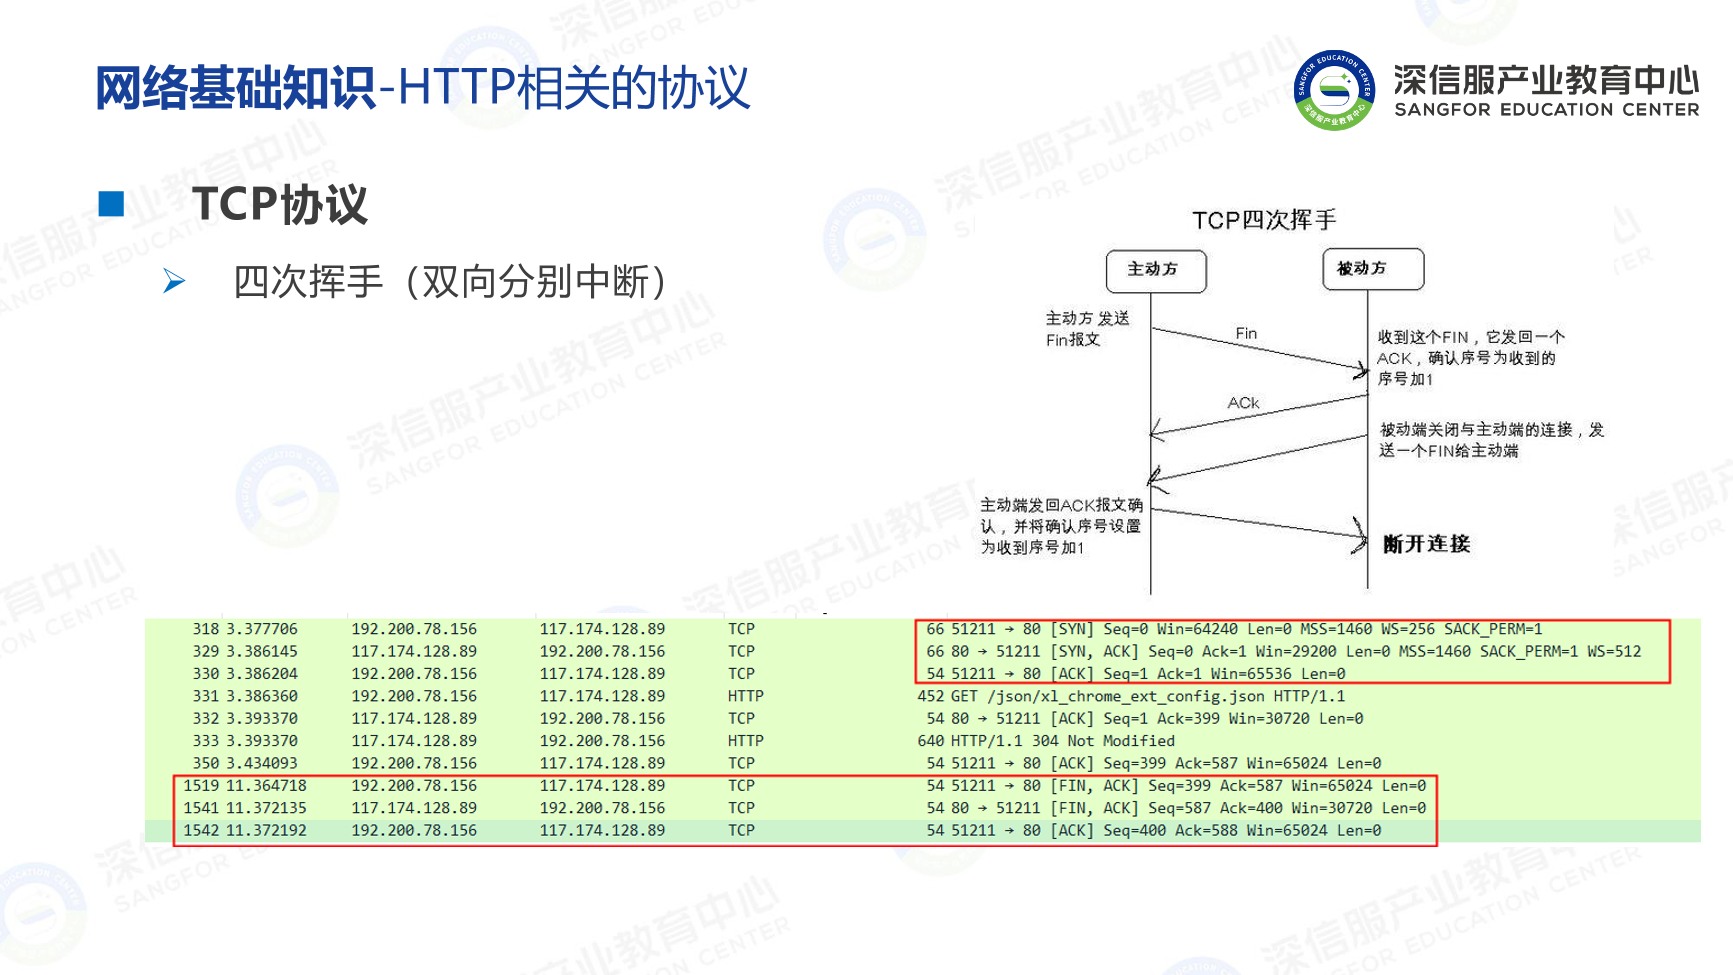 网络基础知识-HTTP相关的协议
深信服产业教育中心
SANGFOR EDUCATION CENTER
TCP协议
四次挥手（双向分别中断）
TCP四次挥手
主动方
被动方
主动方 发送
Fin报文
Fin
收到这个FIN，它发回一个
ACK，确认序号为收到的
序号加1
ACk
被动端关闭与主动端的连接，发
送一个FIN给主动端
主动端发回ACK报文确
认，并将确认序号设置
为收到序号加1
断开连接
318 3.377706 192.200.78.156 117.174.128.89 TCP 66 51211 → 80 [SYN] Seq=0 Win=64240 Len=0 MSS=1460 WS=256 SACK_PERM=1
329 3.386145 117.174.128.89 192.200.78.156 TCP 66 80 → 51211 [SYN, ACK] Seq=0 Ack=1 Win=29200 Len=0 MSS=1460 SACK_PERM=1 WS=512
330 3.386204 192.200.78.156 117.174.128.89 TCP 54 51211 → 80 [ACK] Seq=1 Ack=1 Win=65536 Len=0
331 3.386360 192.200.78.156 117.174.128.89 HTTP 452 GET /json/xl_chrome_ext_config.json HTTP/1.1
332 3.393370 117.174.128.89 192.200.78.156 TCP 54 80 → 51211 [ACK] Seq=1 Ack=399 Win=30720 Len=0
333 3.393370 117.174.128.89 192.200.78.156 HTTP 640 HTTP/1.1 304 Not Modified
350 3.434093 192.200.78.156 117.174.128.89 TCP 54 51211 → 80 [ACK] Seq=399 Ack=587 Win=65024 Len=0
1519 11.364718 192.200.78.156 117.174.128.89 TCP 54 51211 → 80 [FIN, ACK] Seq=399 Ack=587 Win=65024 Len=0
1541 11.372135 117.174.128.89 192.200.78.156 TCP 54 80 → 51211 [FIN, ACK] Seq=587 Ack=400 Win=30720 Len=0
1542 11.372192 192.200.78.156 117.174.128.89 TCP 54 51211 → 80 [ACK] Seq=400 Ack=588 Win=65024 Len=0